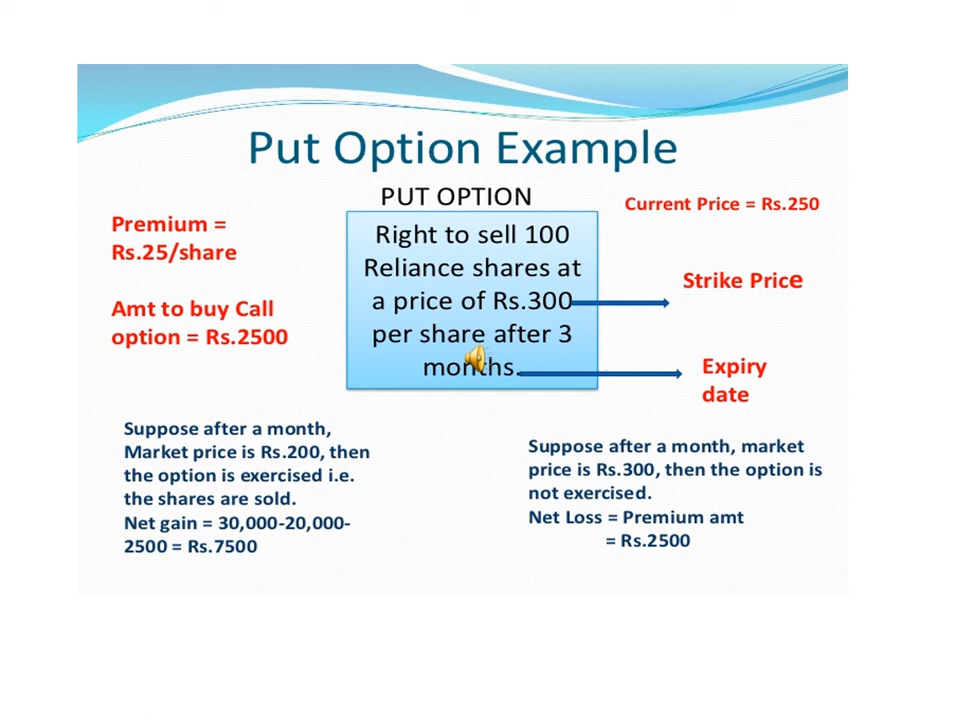 Put Option Example
PUT OPTION
Current Price = Rs.250
Premium =
Rs.25/share
Amt to buy Call
option = Rs.2500
Right to sell 100
Reliance shares at
a price of Rs.300
per share after 3
months.
Strike Price
Expiry
date
Suppose after a month,
Market price is Rs.200, then
the option is exercised i.e.
the shares are sold.
Net gain = 30,000-20,000-
2500 = Rs.7500
Suppose after a month, market
price is Rs.300, then the option is
not exercised.
Net Loss = Premium amt
= Rs.2500